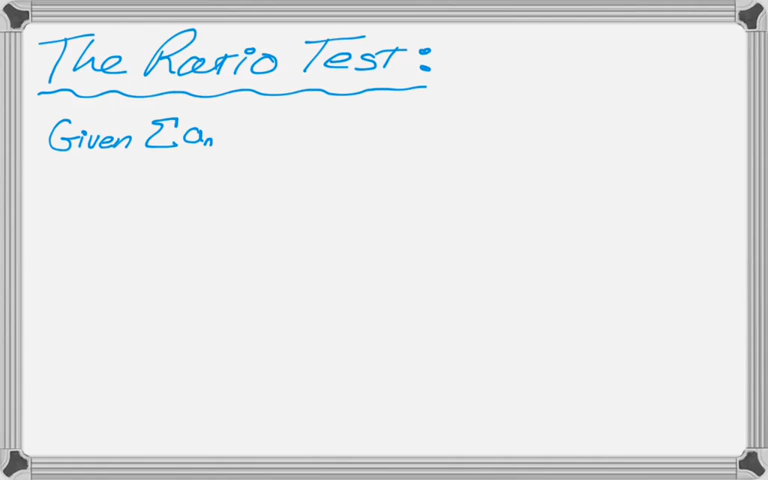 The Ratio Test:
Given Σaₙ